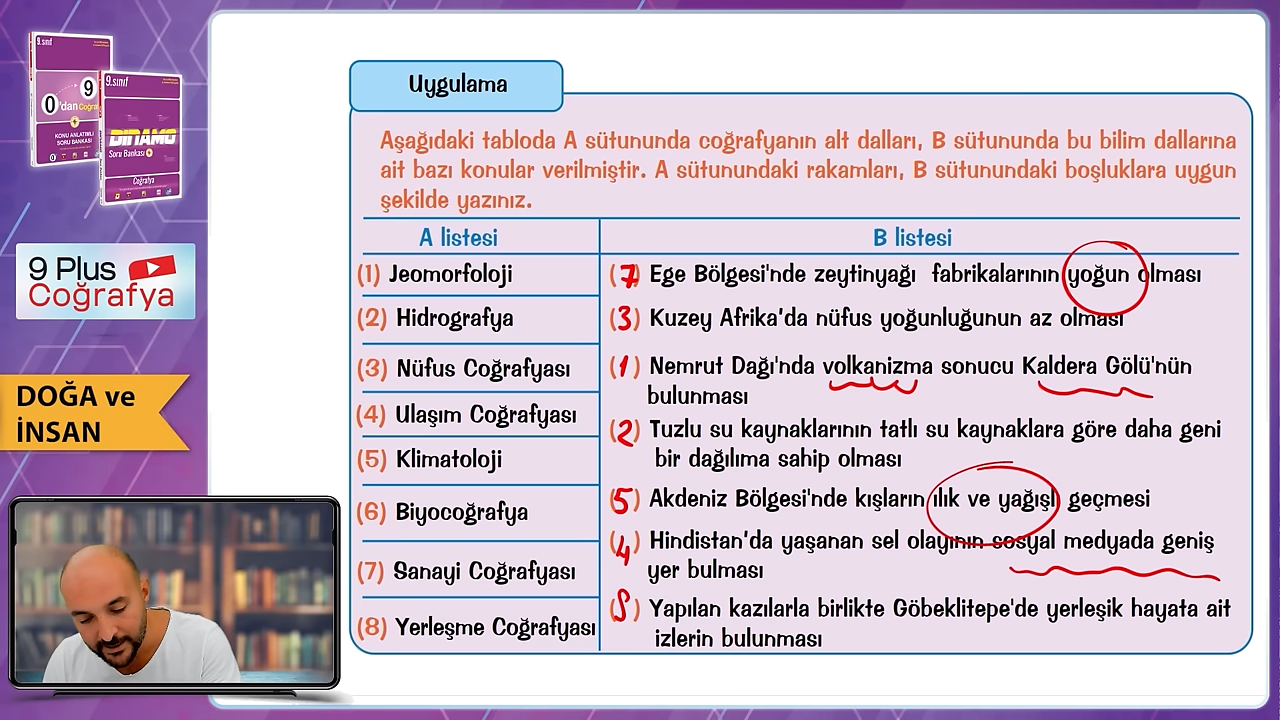 9.sınıf
0'dan 9 Coğrafya
KONU ANLATIMLI
SORU BANKASI
9.sınıf
DİNAMO
Soru Bankası
Coğrafya
9 Plus
Coğrafya
DOĞA ve
İNSAN
Uygulama
Aşağıdaki tabloda A sütununda coğrafyanın alt dalları, B sütununda bu bilim dallarına
ait bazı konular verilmiştir. A sütunundaki rakamları, B sütunundaki boşluklara uygun
şekilde yazınız.
A listesi
B listesi
(1) Jeomorfoloji
(2) Hidrografya
(3) Nüfus Coğrafyası
(4) Ulaşım Coğrafyası
(5) Klimatoloji
(6) Biyocoğrafya
(7) Sanayi Coğrafyası
(8) Yerleşme Coğrafyası
(7) Ege Bölgesi'nde zeytinyağı fabrikalarının yoğun olması
(3) Kuzey Afrika'da nüfus yoğunluğunun az olması
(1) Nemrut Dağı'nda volkanizma sonucu Kaldera Gölü'nün
bulunması
(2) Tuzlu su kaynaklarının tatlı su kaynaklara göre daha geni
bir dağılıma sahip olması
(5) Akdeniz Bölgesi'nde kışların ılık ve yağışlı geçmesi
(4) Hindistan'da yaşanan sel olayının sosyal medyada geniş
yer bulması
(8) Yapılan kazılarla birlikte Göbeklitepe'de yerleşik hayata ait
izlerin bulunması